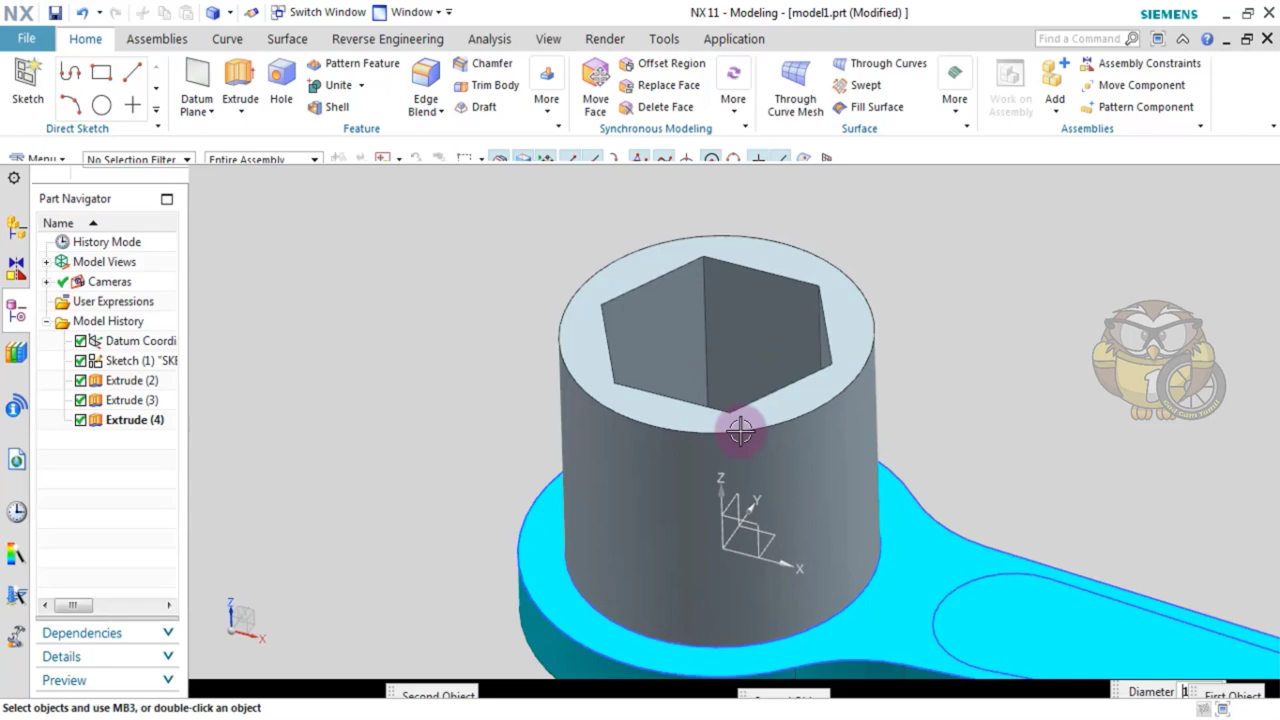 NX Switch Window Window NX 11 - Modeling - [model1.prt (Modified) ] SIEMENS
File Home Assemblies Curve Surface Reverse Engineering Analysis View Render Tools Application Find a Command
Sketch
Direct Sketch
Datum Plane
Extrude
Hole
Pattern Feature
Unite
Shell
Edge Blend
Chamfer
Trim Body
Draft
More
Feature
Move Face
Offset Region
Replace Face
Delete Face
More
Synchronous Modeling
Through Curve Mesh
Through Curves
Swept
Fill Surface
More
Surface
Work on Assembly
Add
Assembly Constraints
Move Component
Pattern Component
Assemblies
Menu No Selection Filter Entire Assembly
Part Navigator
Name
History Mode
Model Views
Cameras
User Expressions
Model History
Datum Coordi
Sketch (1) "SKE
Extrude (2)
Extrude (3)
Extrude (4)
Dependencies
Details
Preview
Z
Y
X
Z
X
Second Object
Diameter 1
First Object
Select objects and use MB3, or double-click an object